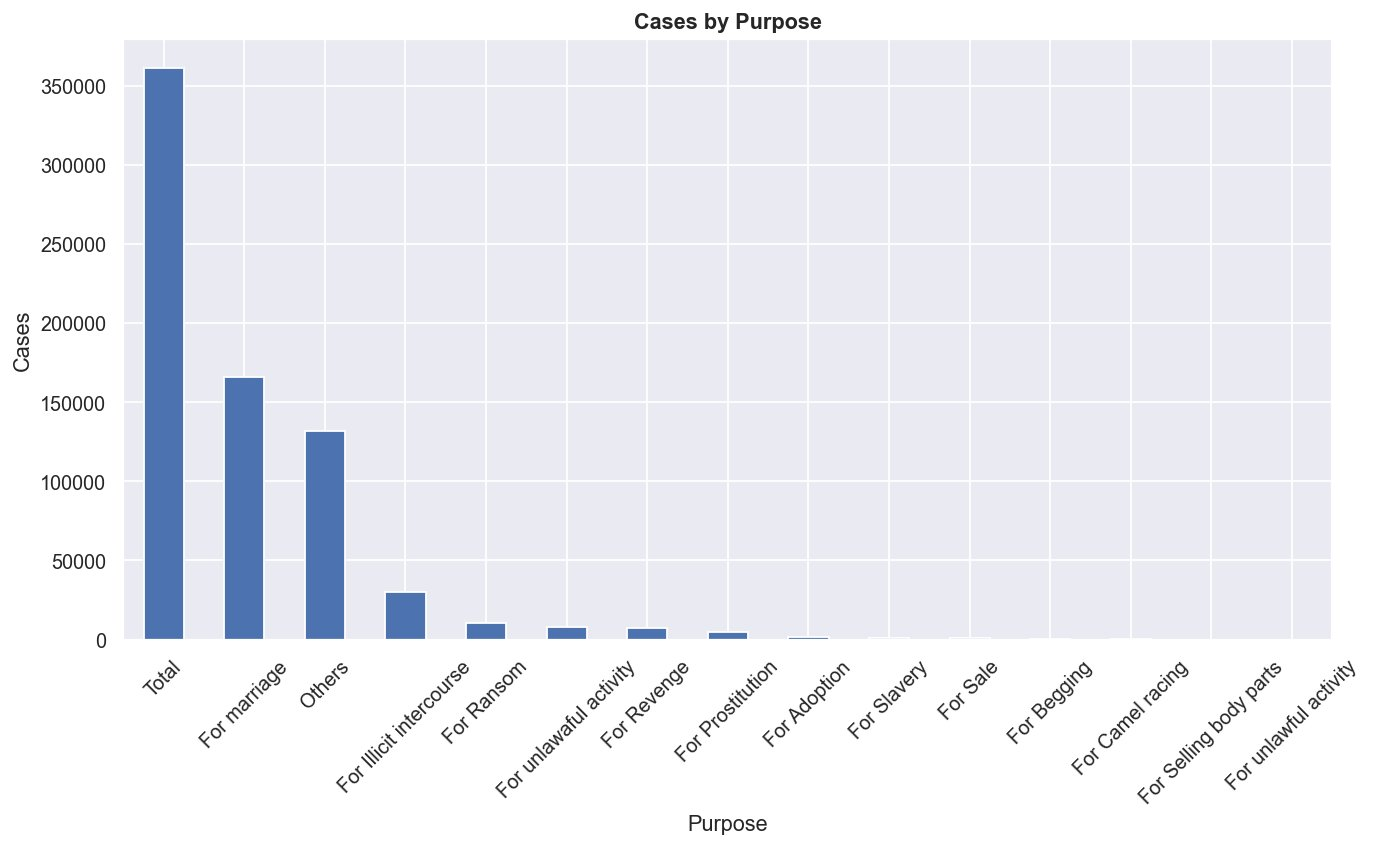 Cases by Purpose
350000
300000
250000
200000
150000
100000
50000
0
Cases
Total
For marriage
Others
For Illicit intercourse
For Ransom
For unlawaful activity
For Revenge
For Prostitution
For Adoption
For Slavery
For Sale
For Begging
For Camel racing
For Selling body parts
For unlawful activity
Purpose